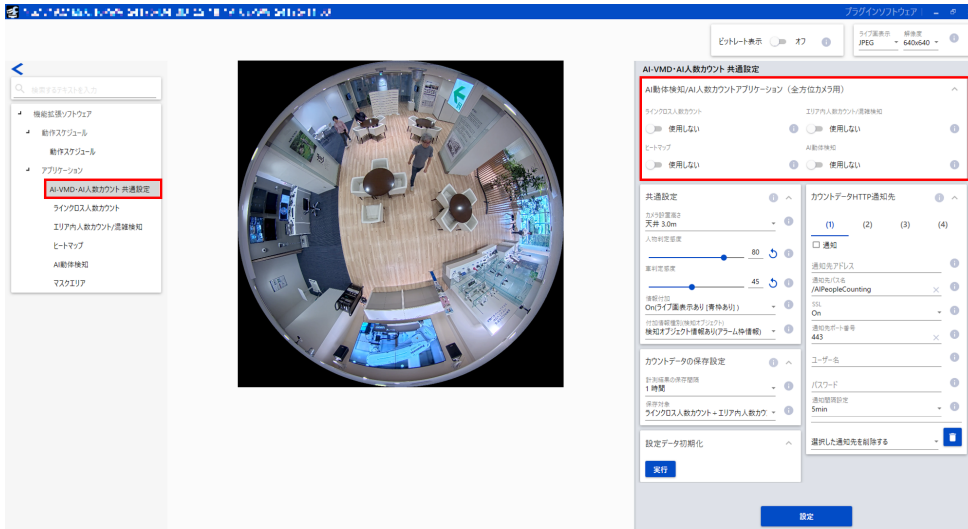 プラグインソフトウェア
ビットレート表示 オフ
ライブ画表示 解像度
JPEG 640x640
検索するテキストを入力
機能拡張ソフトウェア
動作スケジュール
動作スケジュール
アプリケーション
AI-VMD･AI人数カウント 共通設定
ラインクロス人数カウント
エリア内人数カウント/混雑検知
ヒートマップ
AI動体検知
マスクエリア
AI-VMD･AI人数カウント 共通設定
AI動体検知/AI人数カウントアプリケーション（全方位カメラ用）
ラインクロス人数カウント
使用しない
エリア内人数カウント/混雑検知
使用しない
ヒートマップ
使用しない
AI動体検知
使用しない
共通設定
カメラ設置高さ
天井 3.0m
人物判定感度
80
車判定感度
45
情報付加
On(ライブ画表示あり(青枠あり))
付加情報種別(検知オブジェクト)
検知オブジェクト情報あり(アラーム枠情報)
カウントデータの保存設定
計測結果の保存間隔
1 時間
保存対象
ラインクロス人数カウント+エリア内人数カウ
設定データ初期化
実行
カウントデータHTTP通知先
(1) (2) (3) (4)
通知
通知先アドレス
通知先パス名
/AIPeopleCounting
SSL
On
通知先ポート番号
443
ユーザー名
パスワード
通知間隔設定
5min
選択した通知先を削除する
設定